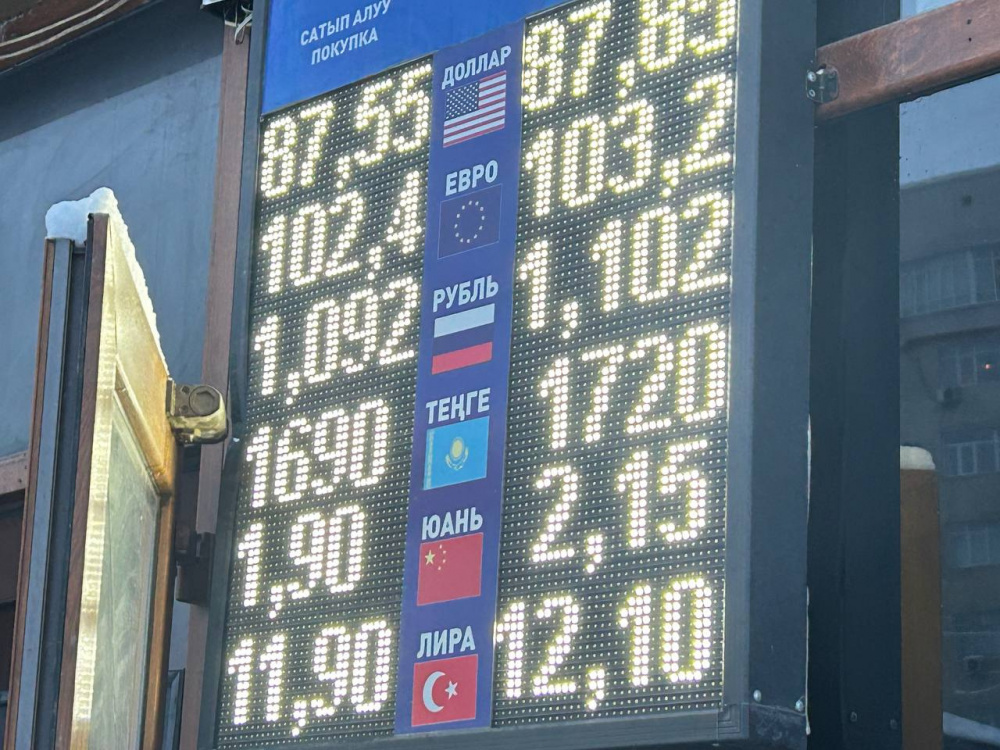 САТЫП АЛУУ
ПОКУПКА
87,55 ДОЛЛАР
102,4 ЕВРО 103,2
1,092 РУБЛЬ 1,102
1690 ТЕҢГЕ 1720
1,90 ЮАНЬ 2,15
11,90 ЛИРА 12,10